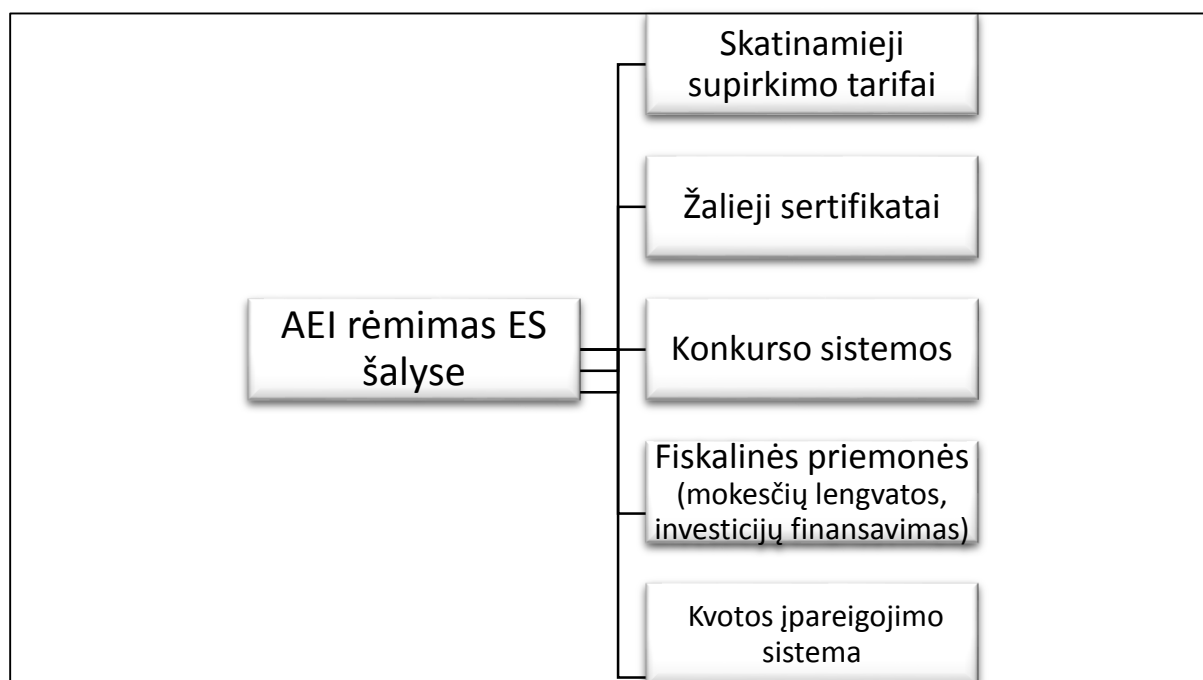 Skatinamieji
supirkimo tarifai
Žalieji sertifikatai
AEI rėmimas ES
šalyse
Konkurso sistemos
Fiskalinės priemonės
(mokesčių lengvatos,
investicijų finansavimas)
Kvotos įpareigojimo
sistema